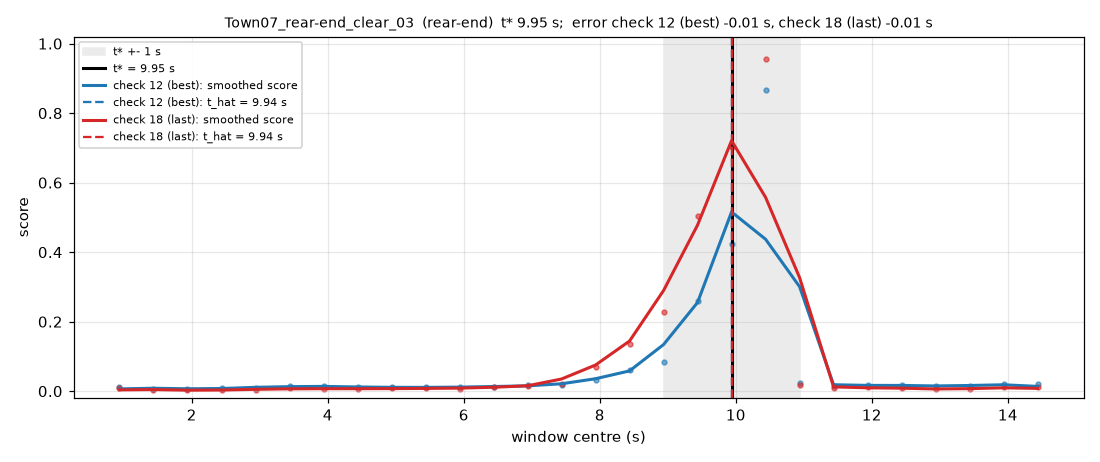 Town07_rear-end_clear_03  (rear-end)  t* 9.95 s;  error check 12 (best) -0.01 s, check 18 (last) -0.01 s
t* +- 1 s
t* = 9.95 s
check 12 (best): smoothed score
check 12 (best): t_hat = 9.94 s
check 18 (last): smoothed score
check 18 (last): t_hat = 9.94 s
1.0
0.8
0.6
0.4
0.2
0.0
score
2 4 6 8 10 12 14
window centre (s)